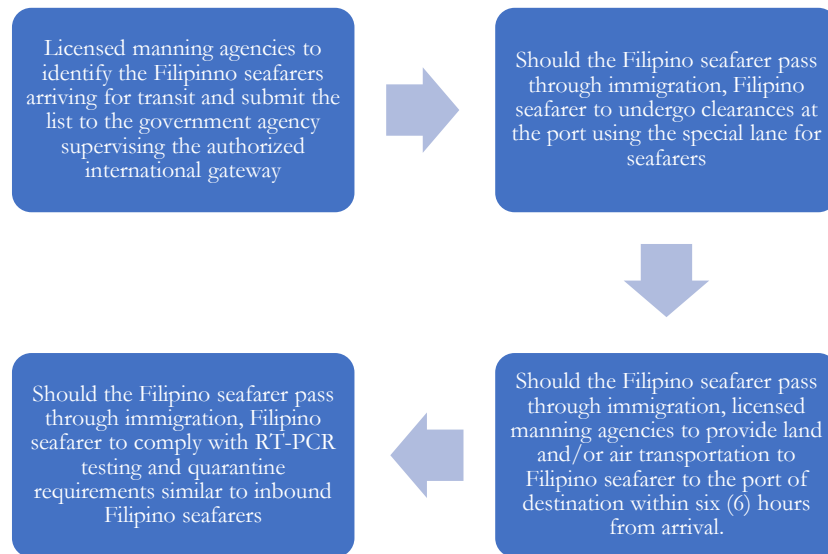 Licensed manning agencies to
identify the Filipinno seafarers
arriving for transit and submit the
list to the government agency
supervising the authorized
international gateway
Should the Filipino seafarer pass
through immigration, Filipino
seafarer to undergo clearances at
the port using the special lane for
seafarers
Should the Filipino seafarer pass
through immigration, licensed
manning agencies to provide land
and/or air transportation to
Filipino seafarer to the port of
destination within six (6) hours
from arrival.
Should the Filipino seafarer pass
through immigration, Filipino
seafarer to comply with RT-PCR
testing and quarantine
requirements similar to inbound
Filipino seafarers